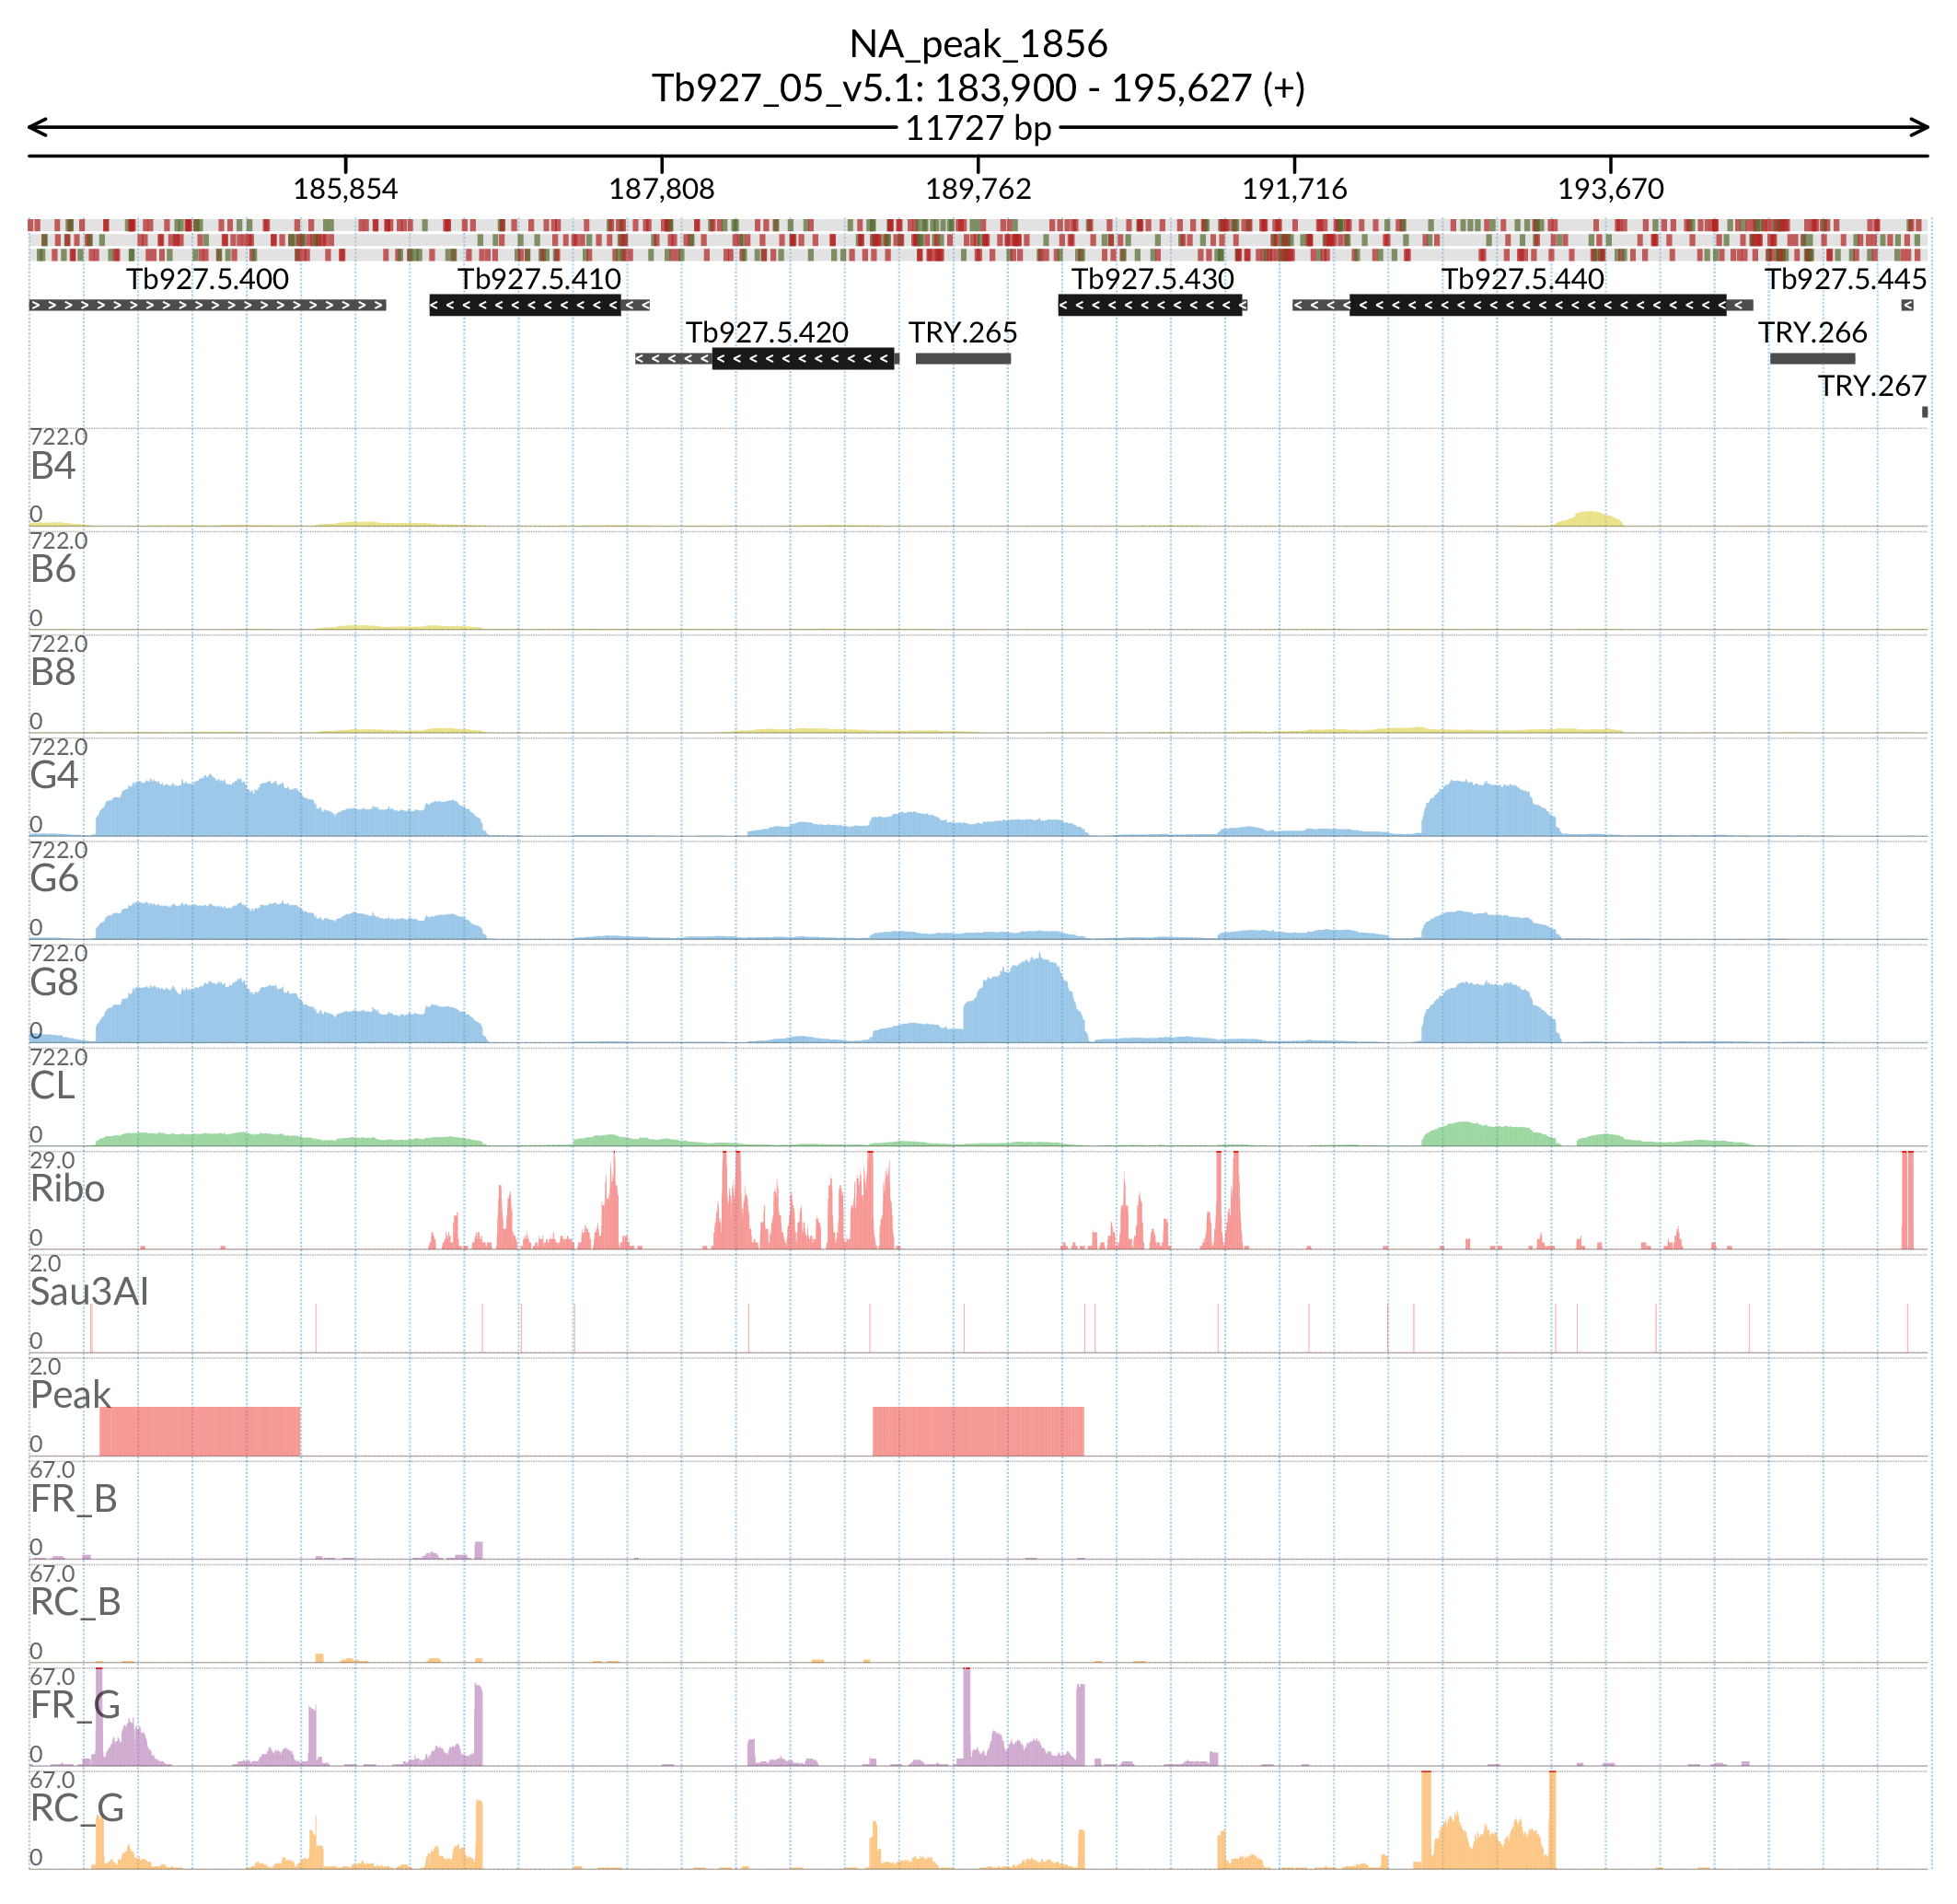 NA_peak_1856
Tb927_05_v5.1: 183,900 - 195,627 (+)
11727 bp
185,854 187,808 189,762 191,716 193,670
Tb927.5.400 Tb927.5.410 Tb927.5.430 Tb927.5.440 Tb927.5.445
Tb927.5.420 TRY.265 TRY.266
TRY.267
722.0
B4
0
722.0
B6
0
722.0
B8
0
722.0
G4
0
722.0
G6
0
722.0
G8
0
722.0
CL
0
29.0
Ribo
0
2.0
Sau3AI
0
2.0
Peak
0
67.0
FR_B
0
67.0
RC_B
0
67.0
FR_G
0
67.0
RC_G
0